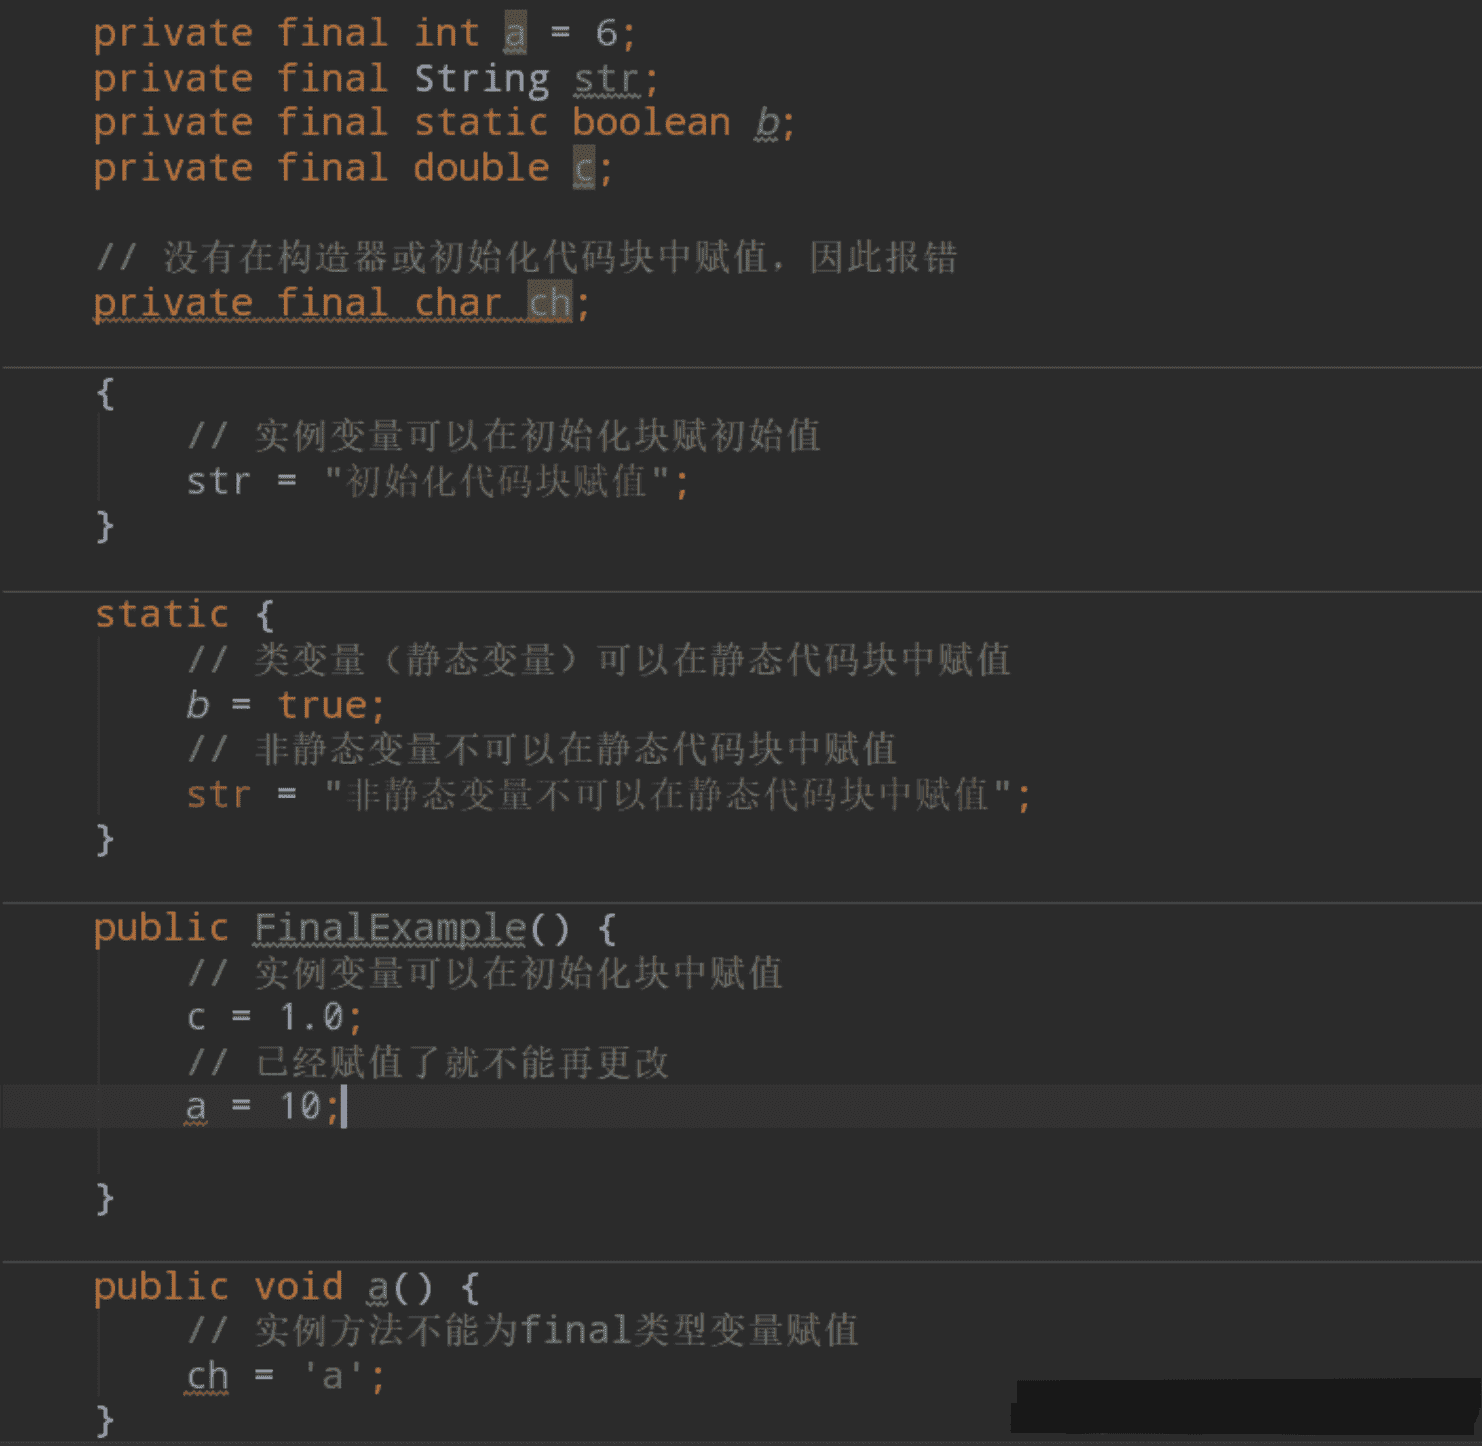 private final int a = 6;
private final String str;
private final static boolean b;
private final double c;
// 没有在构造器或初始化代码块中赋值，因此报错
private final char ch;
{
// 实例变量可以在初始化块赋初始值
str = "初始化代码块赋值";
}
static {
// 类变量（静态变量）可以在静态代码块中赋值
b = true;
// 非静态变量不可以在静态代码块中赋值
str = "非静态变量不可以在静态代码块中赋值";
}
public FinalExample() {
// 实例变量可以在初始化块中赋值
c = 1.0;
// 已经赋值了就不能再更改
a = 10;
}
public void a() {
// 实例方法不能为final类型变量赋值
ch = 'a';
}